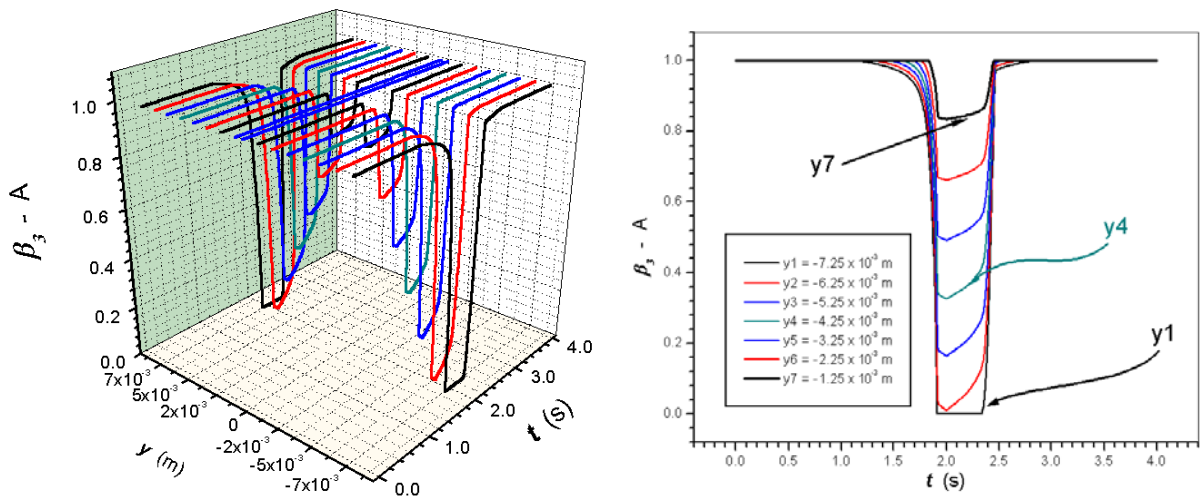 1.0
0.8
0.6
0.4
0.2
0.0
β₃ - A
7x10⁻³
5x10⁻³
2x10⁻³
0
-2x10⁻³
-5x10⁻³
-7x10⁻³
y (m)
0.0
1.0
2.0
3.0
4.0
t (s)
1.0
0.8
0.6
0.4
0.2
0.0
β₃ - A
y7
y4
y1
y1 = -7.25 x 10⁻³ m
y2 = -6.25 x 10⁻³ m
y3 = -5.25 x 10⁻³ m
y4 = -4.25 x 10⁻³ m
y5 = -3.25 x 10⁻³ m
y6 = -2.25 x 10⁻³ m
y7 = -1.25 x 10⁻³ m
0.0 0.5 1.0 1.5 2.0 2.5 3.0 3.5 4.0
t (s)